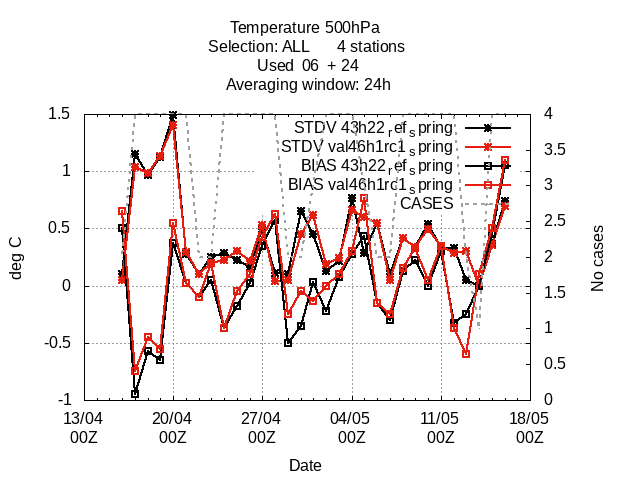 Temperature 500hPa
Selection: ALL 4 stations
Used 06 + 24
Averaging window: 24h
STDV 43h22_ref_spring
STDV val46h1rc1_spring
BIAS 43h22_ref_spring
BIAS val46h1rc1_spring
CASES
1.5
1
0.5
0
-0.5
-1
deg C
4
3.5
3
2.5
2
1.5
1
0.5
0
No cases
13/04 20/04 27/04 04/05 11/05 18/05
00Z 00Z 00Z 00Z 00Z 00Z
Date